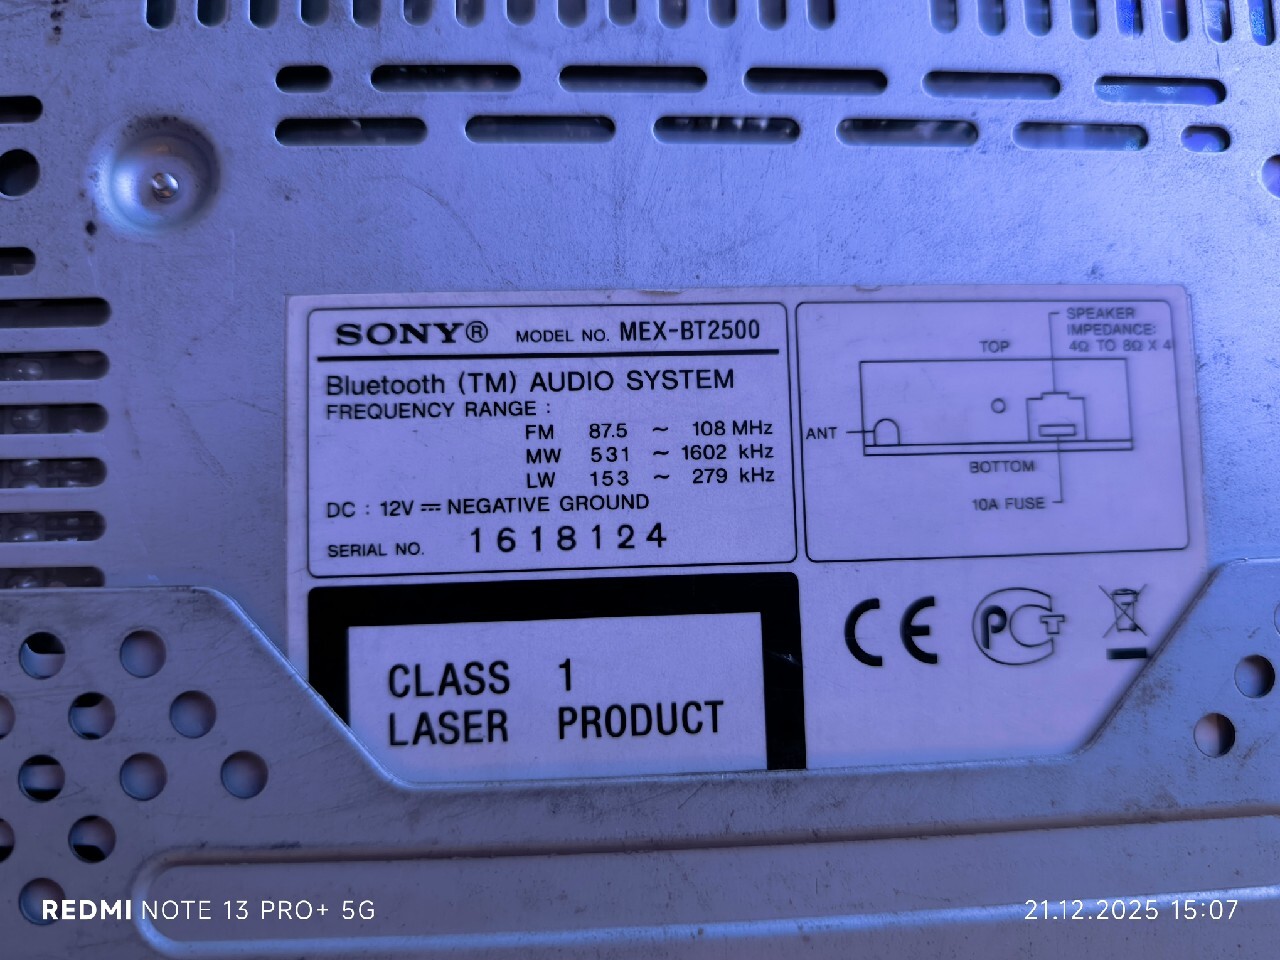 SONY® MODEL NO. MEX-BT2500
Bluetooth (TM) AUDIO SYSTEM
FREQUENCY RANGE :
FM 87.5 ~ 108 MHz
MW 531 ~ 1602 kHz
LW 153 ~ 279 kHz
DC : 12V ⎓ NEGATIVE GROUND
SERIAL NO. 1618124
SPEAKER
IMPEDANCE:
4Ω TO 8Ω X 4
TOP
ANT
BOTTOM
10A FUSE
CLASS 1
LASER PRODUCT
CE PCT
REDMI NOTE 13 PRO+ 5G
21.12.2025 15:07